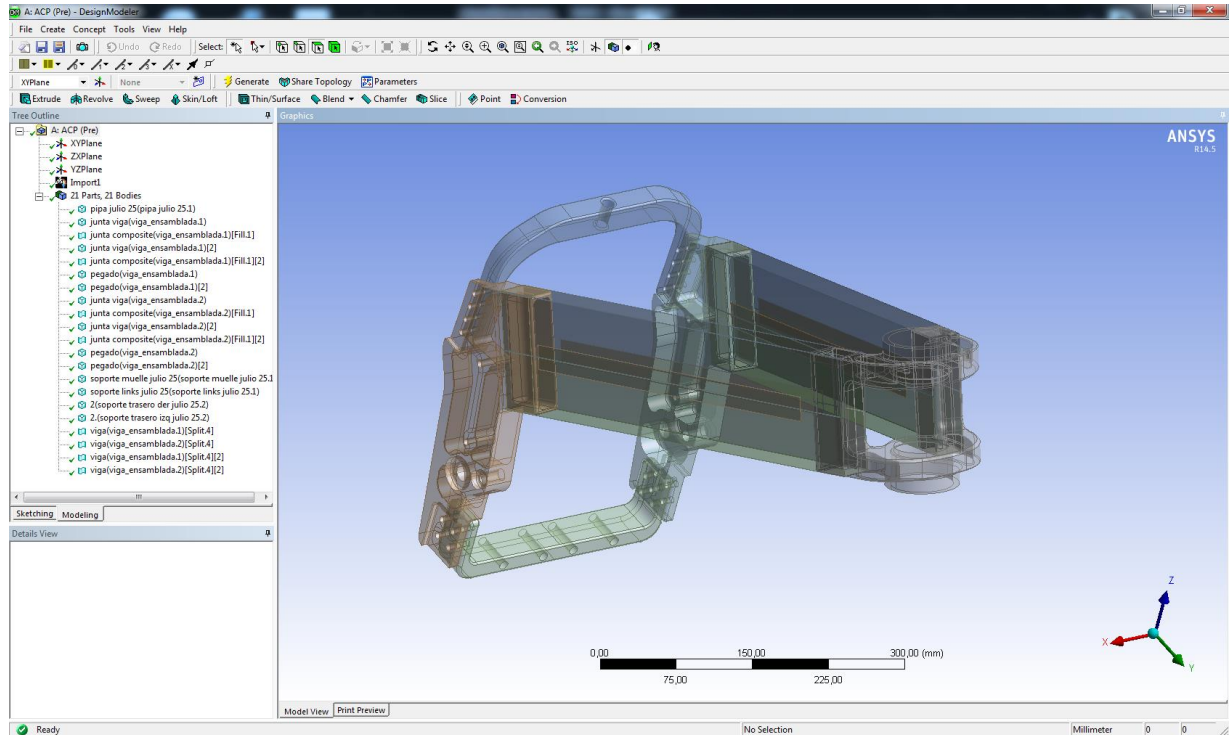 A: ACP (Pre) - DesignModeler
File Create Concept Tools View Help
Undo Redo Select:
XYPlane None Generate Share Topology Parameters
Extrude Revolve Sweep Skin/Loft Thin/Surface Blend Chamfer Slice Point Conversion
Tree Outline
A: ACP (Pre)
XYPlane
ZXPlane
YZPlane
Import1
21 Parts, 21 Bodies
pipa julio 25(pipa julio 25.1)
junta viga(viga_ensamblada.1)
junta composite(viga_ensamblada.1)[Fill.1]
junta viga(viga_ensamblada.1)[2]
junta composite(viga_ensamblada.1)[Fill.1][2]
pegado(viga_ensamblada.1)
pegado(viga_ensamblada.1)[2]
junta viga(viga_ensamblada.2)
junta composite(viga_ensamblada.2)[Fill.1]
junta viga(viga_ensamblada.2)[2]
junta composite(viga_ensamblada.2)[Fill.1][2]
pegado(viga_ensamblada.2)
pegado(viga_ensamblada.2)[2]
soporte muelle julio 25(soporte muelle julio 25.1
soporte links julio 25(soporte links julio 25.1)
2(soporte trasero der julio 25.2)
2.(soporte trasero izq julio 25.2)
viga(viga_ensamblada.1)[Split.4]
viga(viga_ensamblada.2)[Split.4]
viga(viga_ensamblada.1)[Split.4][2]
viga(viga_ensamblada.2)[Split.4][2]
Sketching Modeling
Details View
Graphics
ANSYS
R14.5
Z
X
Y
0,00 150,00 300,00 (mm)
75,00 225,00
Model View Print Preview
Ready No Selection Millimeter 0 0